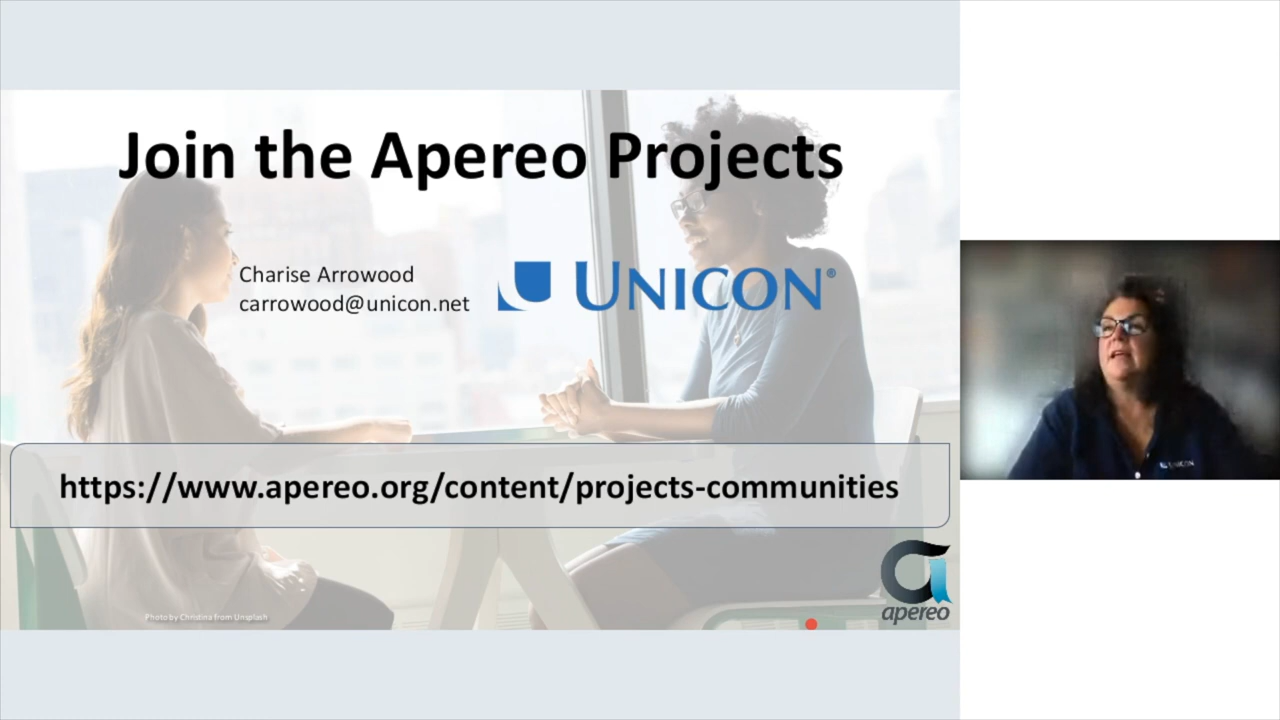 Join the Apereo Projects
Charise Arrowood
carrowood@unicon.net
UNICON®
https://www.apereo.org/content/projects-communities
apereo
Photo by Christina from Unsplash
UNICON